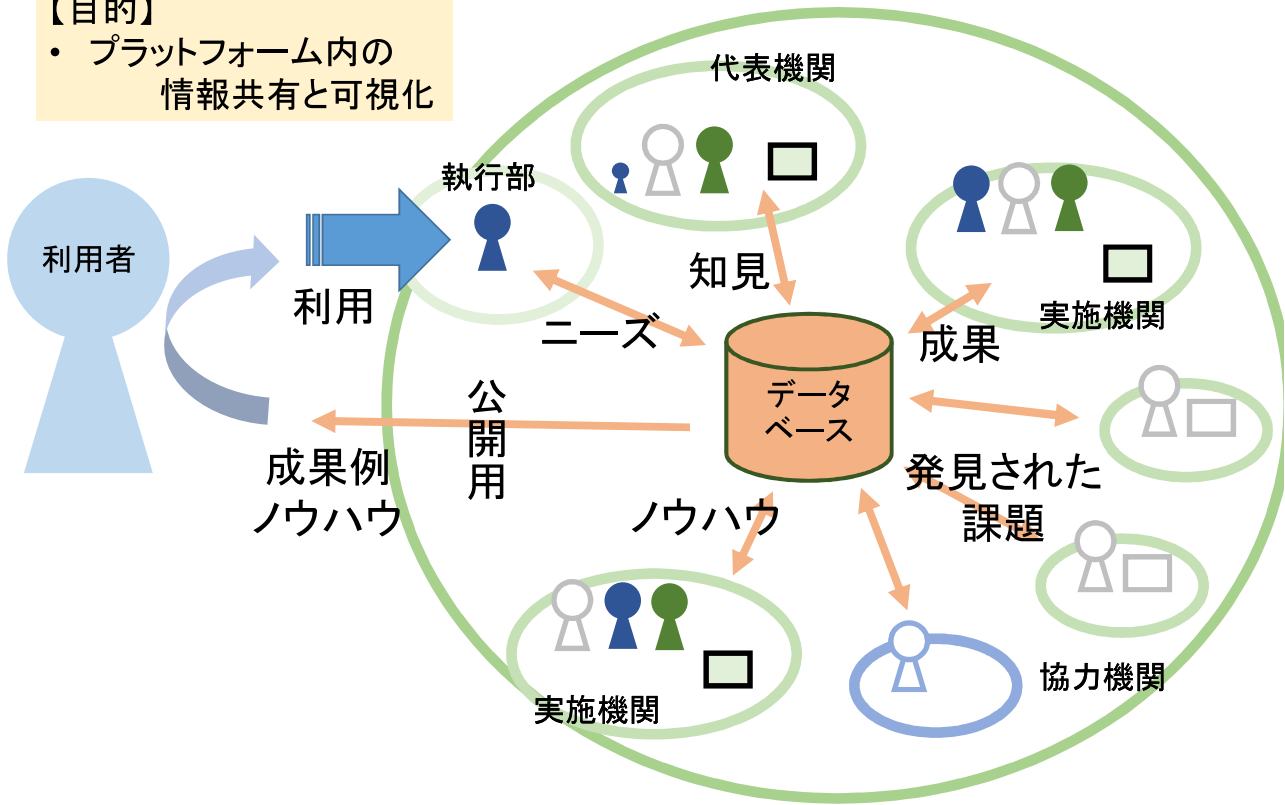 【目的】
• プラットフォーム内の
情報共有と可視化
代表機関
執行部
利用者
利用
知見
ニーズ
実施機関
成果
データ
ベース
公
開
用
成果例
ノウハウ
ノウハウ
発見された
課題
実施機関
協力機関